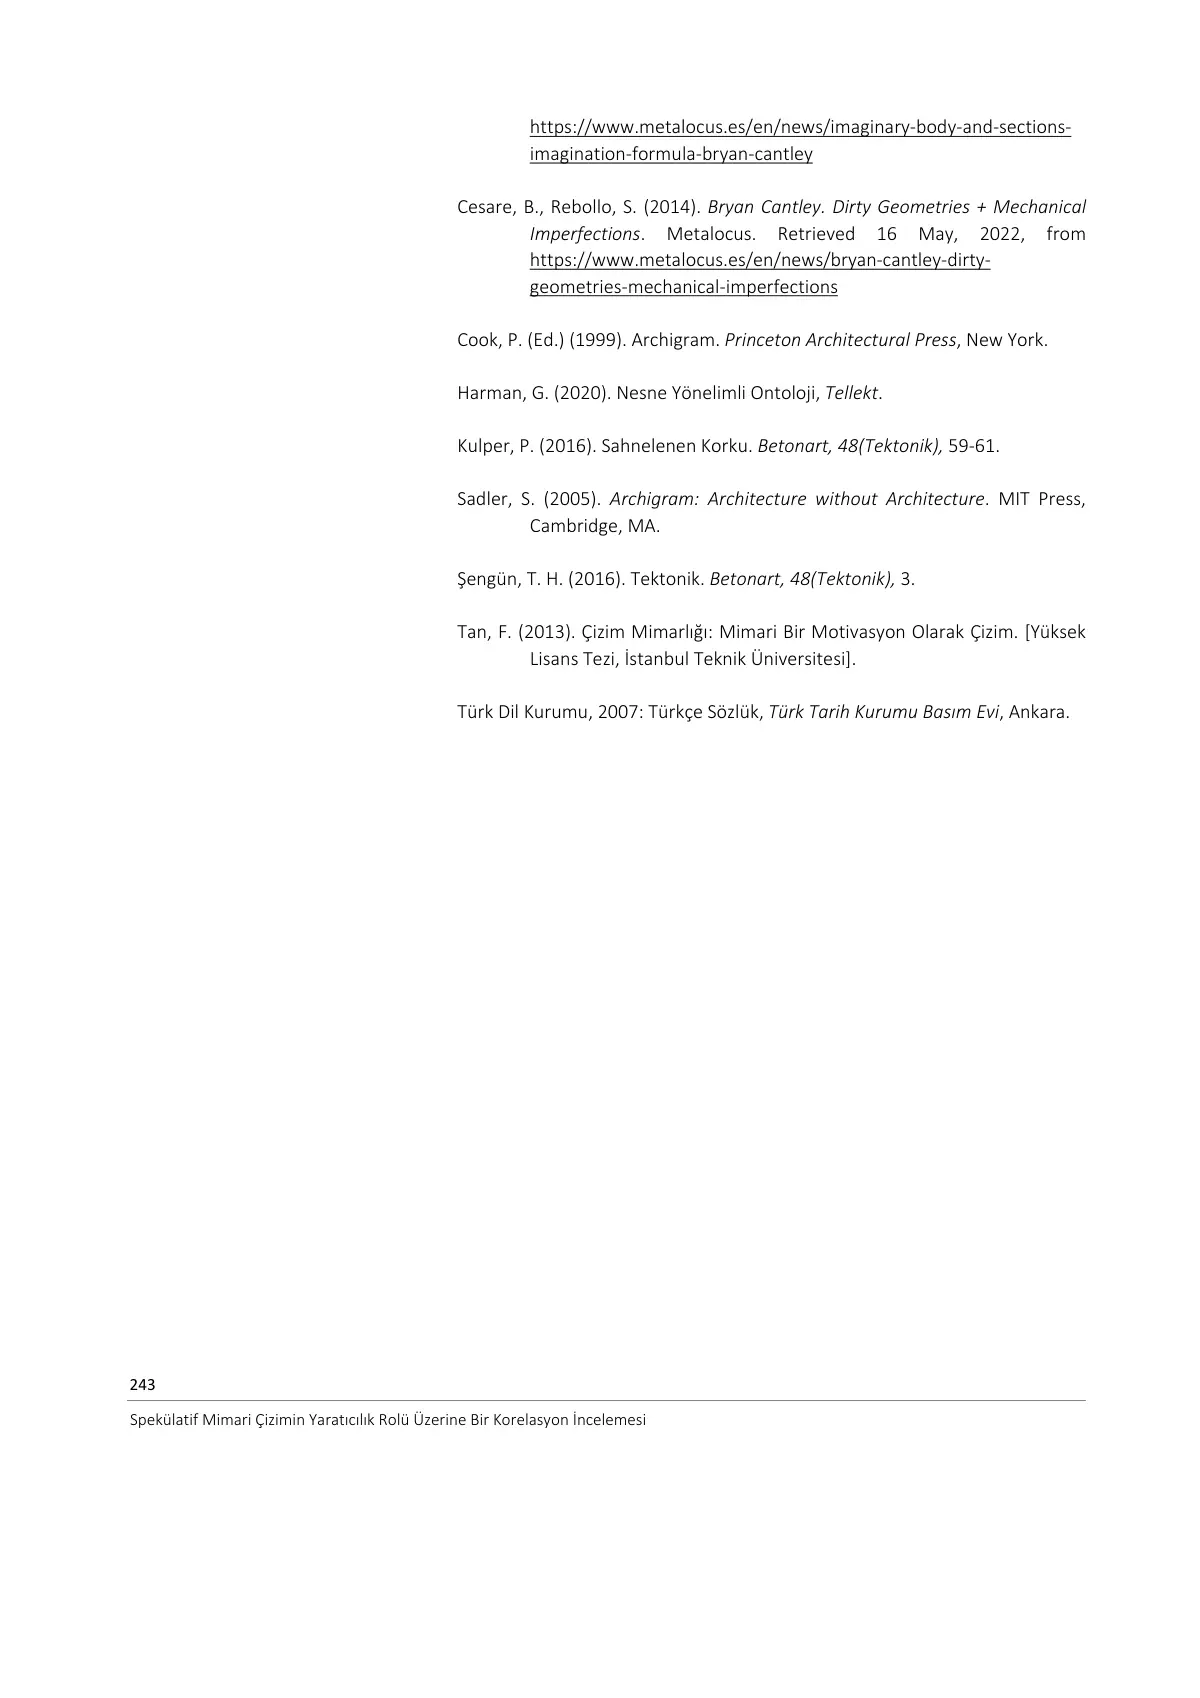 https://www.metalocus.es/en/news/imaginary-body-and-sections-
imagination-formula-bryan-cantley
Cesare, B., Rebollo, S. (2014). Bryan Cantley. Dirty Geometries + Mechanical
Imperfections. Metalocus. Retrieved 16 May, 2022, from
https://www.metalocus.es/en/news/bryan-cantley-dirty-
geometries-mechanical-imperfections
Cook, P. (Ed.) (1999). Archigram. Princeton Architectural Press, New York.
Harman, G. (2020). Nesne Yönelimli Ontoloji, Tellekt.
Kulper, P. (2016). Sahnelenen Korku. Betonart, 48(Tektonik), 59-61.
Sadler, S. (2005). Archigram: Architecture without Architecture. MIT Press,
Cambridge, MA.
Şengün, T. H. (2016). Tektonik. Betonart, 48(Tektonik), 3.
Tan, F. (2013). Çizim Mimarlığı: Mimari Bir Motivasyon Olarak Çizim. [Yüksek
Lisans Tezi, İstanbul Teknik Üniversitesi].
Türk Dil Kurumu, 2007: Türkçe Sözlük, Türk Tarih Kurumu Basım Evi, Ankara.
243
Spekülatif Mimari Çizimin Yaratıcılık Rolü Üzerine Bir Korelasyon İncelemesi